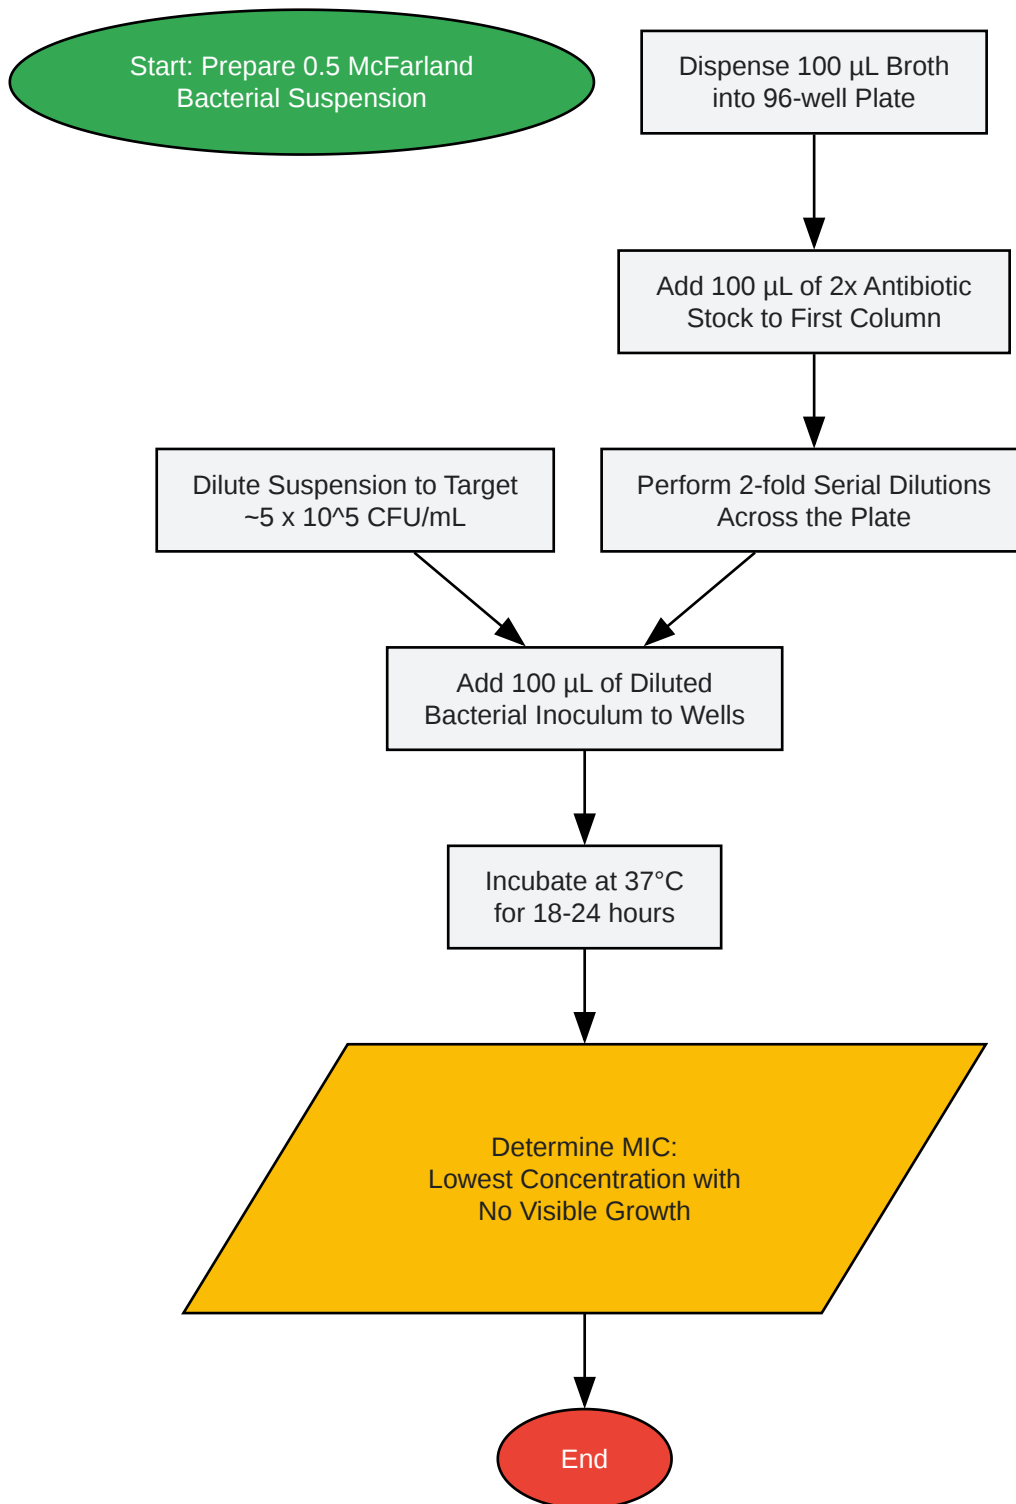 Start: Prepare 0.5 McFarland
Bacterial Suspension
Dispense 100 µL Broth
into 96-well Plate
Add 100 µL of 2x Antibiotic
Stock to First Column
Dilute Suspension to Target
~5 x 10^5 CFU/mL
Perform 2-fold Serial Dilutions
Across the Plate
Add 100 µL of Diluted
Bacterial Inoculum to Wells
Incubate at 37°C
for 18-24 hours
Determine MIC:
Lowest Concentration with
No Visible Growth
End